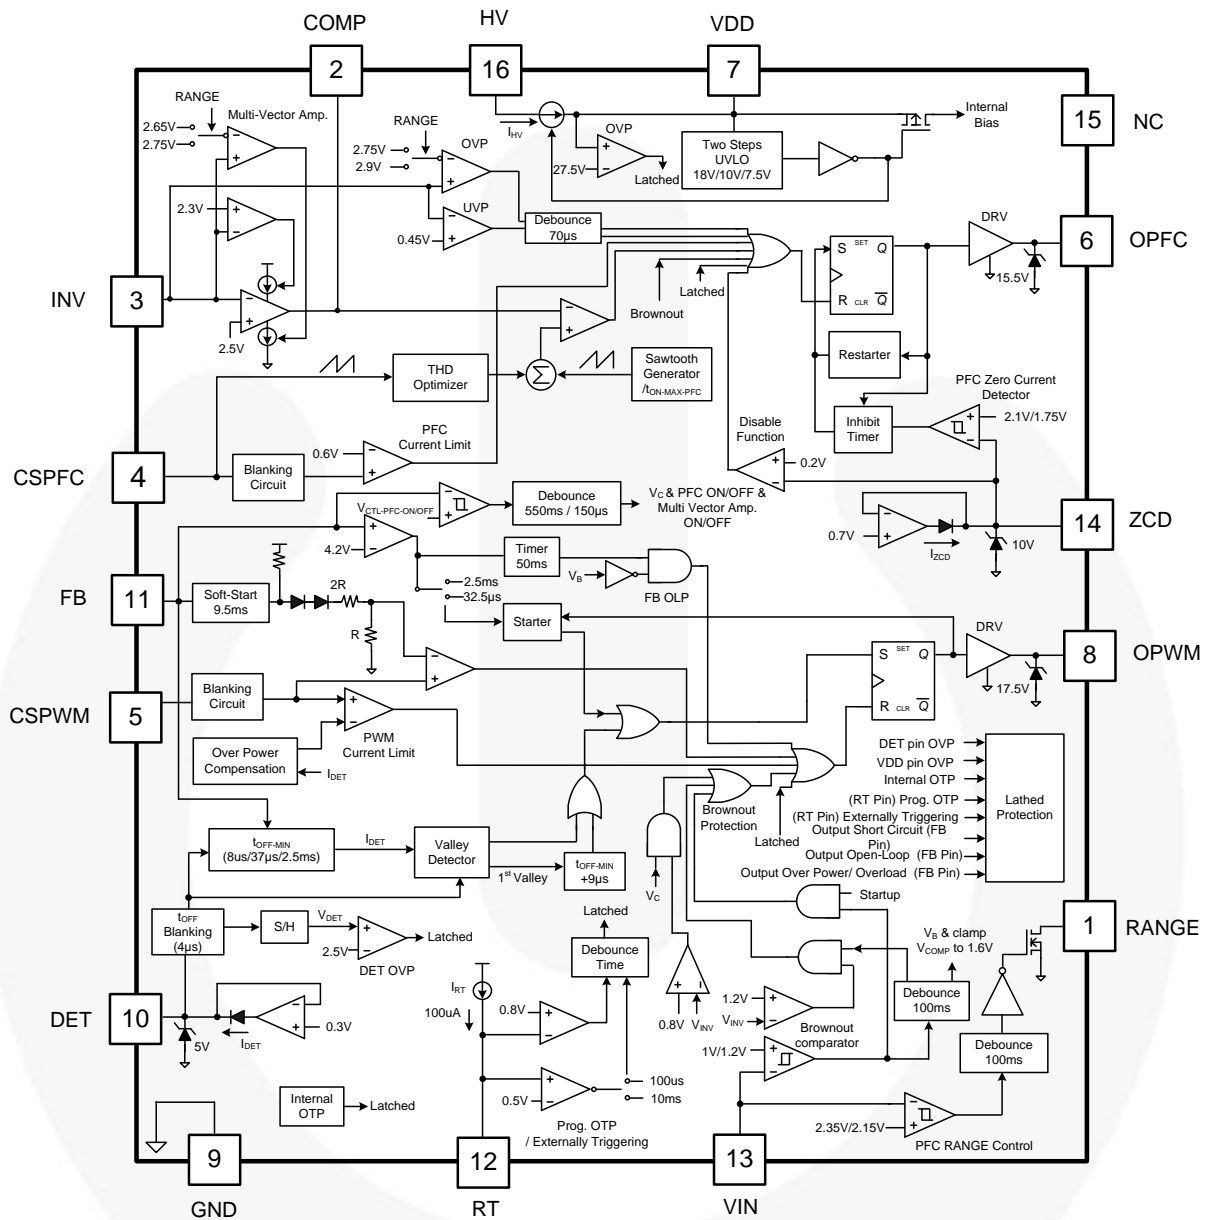 COMP
HV
VDD
2
16
7
RANGE
Multi-Vector Amp.
2.65V
2.75V
RANGE
OVP
2.75V
2.9V
IHV
OVP
27.5V
Latched
Two Steps
UVLO
18V/10V/7.5V
Internal
Bias
15
NC
2.3V
UVP
0.45V
Debounce
70µs
DRV
S
SET
Q
R
CLR
Q
6
OPFC
15.5V
INV
3
2.5V
Latched
Brownout
THD
Optimizer
Σ
Sawtooth
Generator
/tON-MAX-PFC
Restarter
Inhibit
Timer
PFC Zero Current
Detector
2.1V/1.75V
PFC
Current Limit
0.6V
Disable
Function
0.2V
CSPFC
4
Blanking
Circuit
VCTL-PFC-ON/OFF
Debounce
550ms / 150µs
VC & PFC ON/OFF &
Multi Vector Amp.
ON/OFF
0.7V
IZCD
10V
14
ZCD
4.2V
Timer
50ms
VB
FB OLP
FB
11
Soft-Start
9.5ms
2R
R
2.5ms
32.5µs
Starter
S
SET
Q
R
CLR
Q
DRV
17.5V
8
OPWM
CSPWM
5
Blanking
Circuit
Over Power
Compensation
IDET
PWM
Current Limit
DET pin OVP
VDD pin OVP
Internal OTP
(RT Pin) Prog. OTP
(RT Pin) Externally Triggering
Output Short Circuit (FB
Pin)
Output Open-Loop (FB Pin)
Output Over Power/ Overload (FB Pin)
Lathed
Protection
Brownout
Protection
Latched
tOFF-MIN
(8us/37µs/2.5ms)
IDET
Valley
Detector
1st Valley
tOFF-MIN
+9µs
VC
Startup
tOFF
Blanking
(4µs)
S/H
VDET
2.5V
Latched
DET OVP
Latched
Debounce
Time
VB & clamp
VCOMP to 1.6V
1
RANGE
DET
10
5V
IDET
0.3V
IRT
100uA
0.8V
0.8V
VINV
1.2V
VINV
Brownout
comparator
1V/1.2V
Debounce
100ms
Debounce
100ms
Internal
OTP
Latched
0.5V
100us
10ms
Prog. OTP
/ Externally Triggering
2.35V/2.15V
PFC RANGE Control
9
GND
12
RT
13
VIN